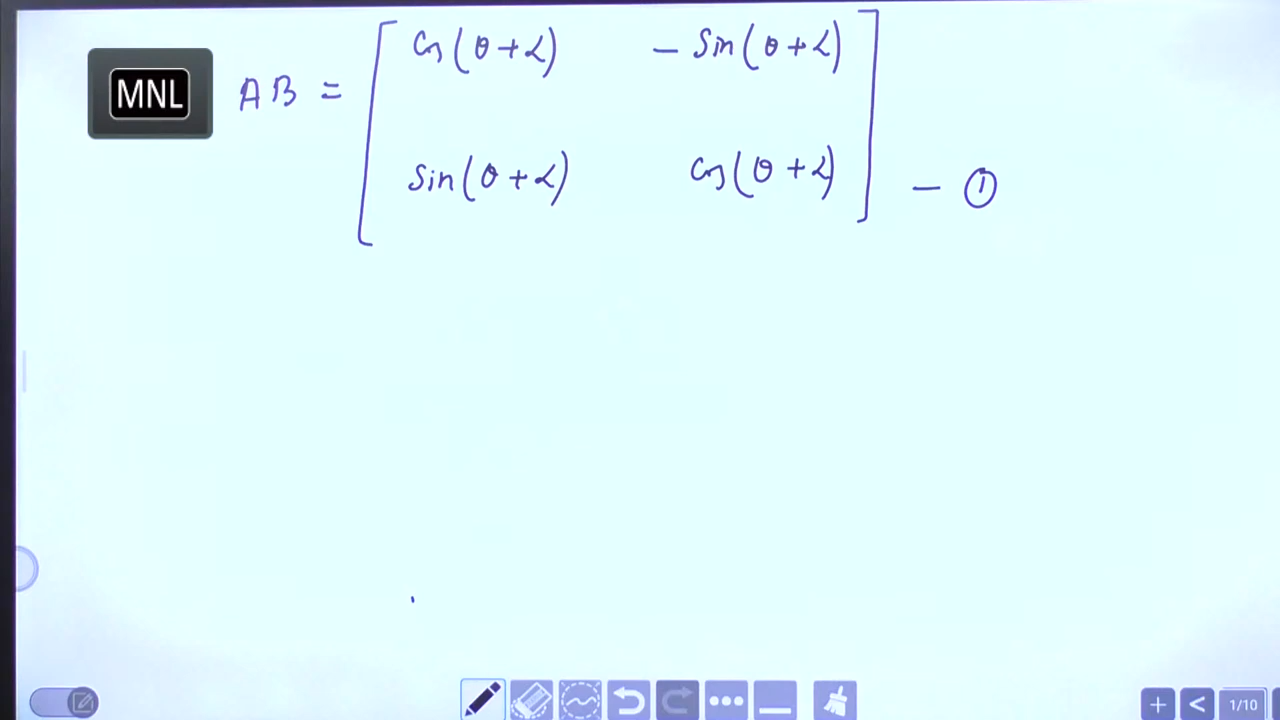 MNL
AB = [ cos(θ+α) - sin(θ+α)
sin(θ+α) cos(θ+α) ] - ①
1/10